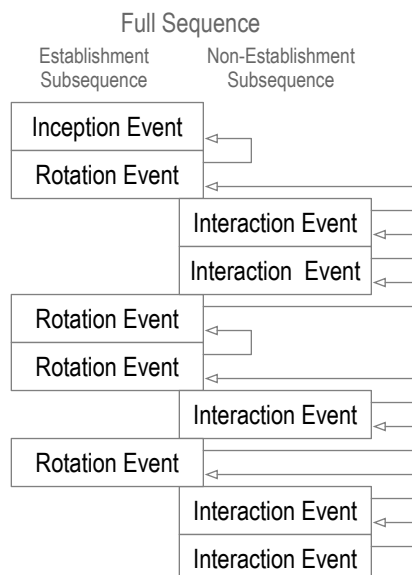 Full Sequence
Establishment Subsequence
Non-Establishment Subsequence
Inception Event
Rotation Event
Interaction Event
Interaction Event
Rotation Event
Rotation Event
Interaction Event
Rotation Event
Interaction Event
Interaction Event